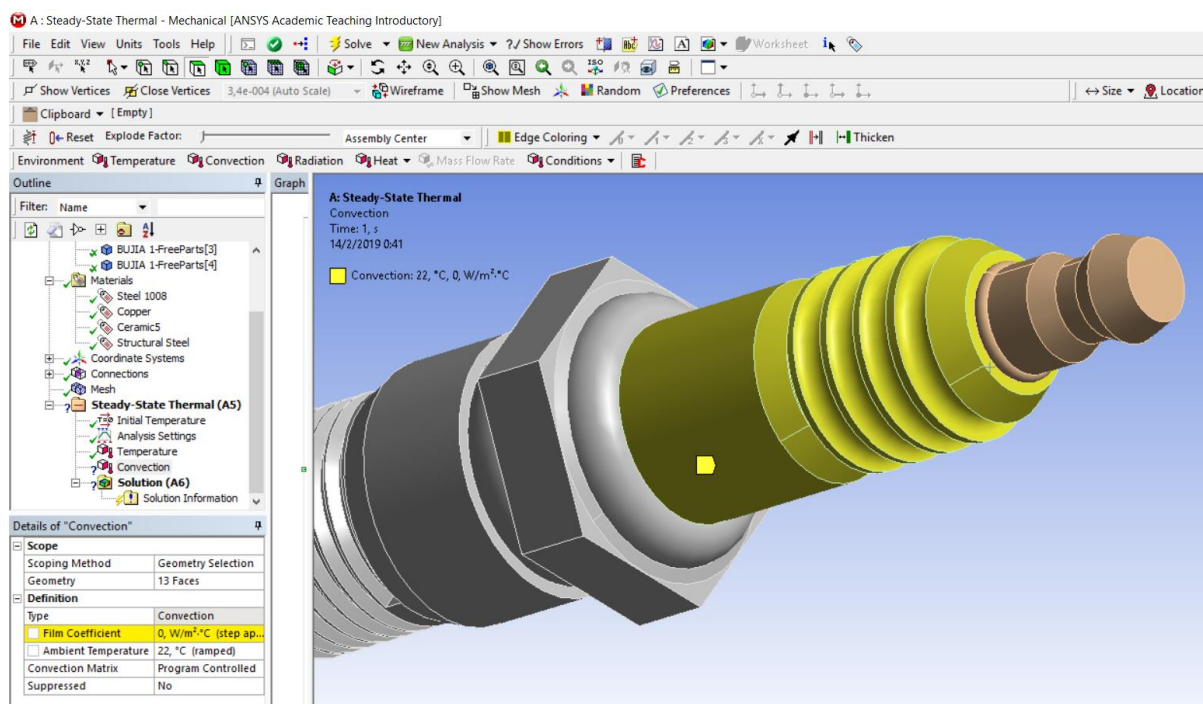 A : Steady-State Thermal - Mechanical [ANSYS Academic Teaching Introductory]
File Edit View Units Tools Help Solve New Analysis ?/ Show Errors Worksheet
Show Vertices Close Vertices 3,4e-004 (Auto Scale) Wireframe Show Mesh Random Preferences Size Location
Clipboard [Empty]
Reset Explode Factor: Assembly Center Edge Coloring Thicken
Environment Temperature Convection Radiation Heat Mass Flow Rate Conditions
Outline
Filter: Name
BUJIA 1-FreeParts[3]
BUJIA 1-FreeParts[4]
Materials
Steel 1008
Copper
Ceramic5
Structural Steel
Coordinate Systems
Connections
Mesh
Steady-State Thermal (A5)
Initial Temperature
Analysis Settings
Temperature
Convection
Solution (A6)
Solution Information
Details of "Convection"
Scope
Scoping Method Geometry Selection
Geometry 13 Faces
Definition
Type Convection
Film Coefficient 0, W/m²·°C (step ap...
Ambient Temperature 22, °C (ramped)
Convection Matrix Program Controlled
Suppressed No
Graph
A: Steady-State Thermal
Convection
Time: 1, s
14/2/2019 0:41
Convection: 22, °C, 0, W/m²·°C